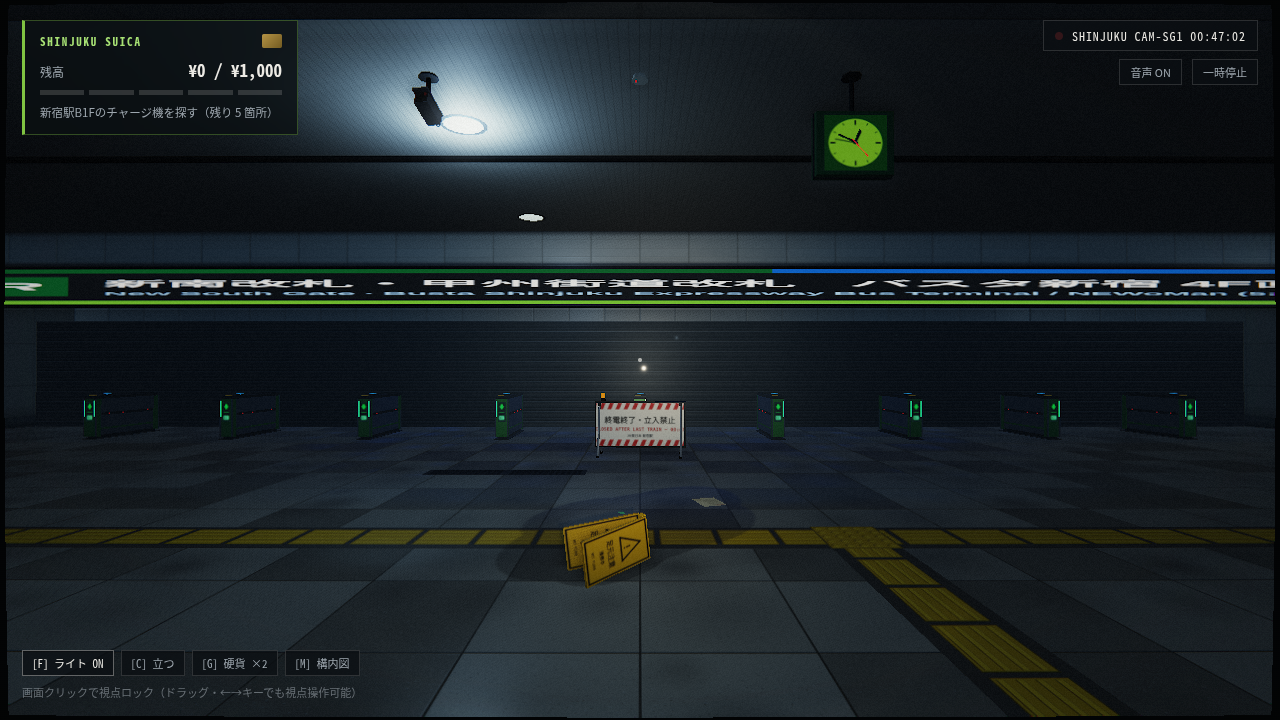 SHINJUKU SUICA
残高 ¥0 / ¥1,000
新宿駅B1Fのチャージ機を探す（残り5箇所）
SHINJUKU CAM-SG1 00:47:02
音声 ON
一時停止
新南改札・甲州街道改札 バスタ新宿 4F
New South Gate · Busta Shinjuku Expressway Bus Terminal / NEWoMan
終電終了・立入禁止
AFTER LAST TRAIN
[F] ライト ON
[C] 立つ
[G] 硬貨 ×2
[M] 構内図
画面クリックで視点ロック（ドラッグ・←→キーでも視点操作可能）